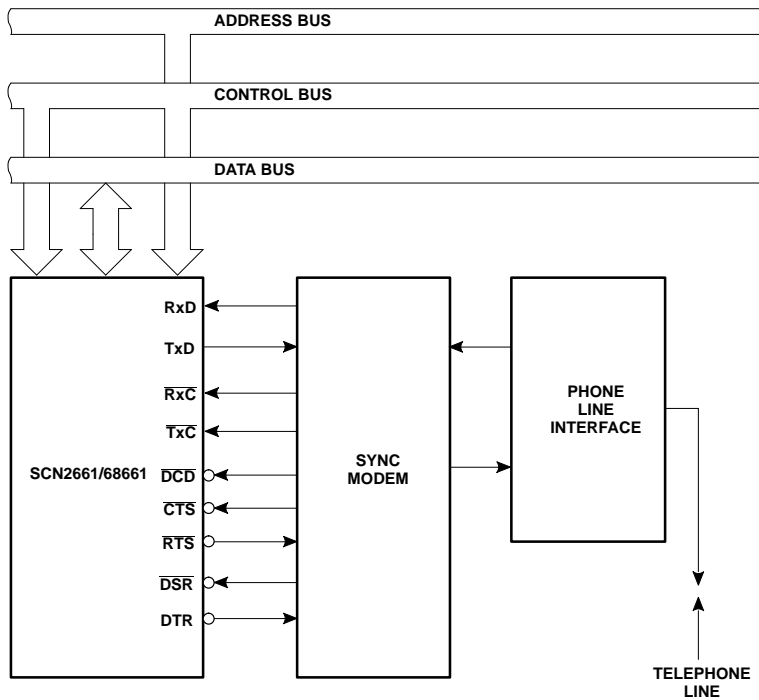 ADDRESS BUS
CONTROL BUS
DATA BUS
RxD
TxD
RxC
TxC
SCN2661/68661
DCD
CTS
RTS
DSR
DTR
SYNC
MODEM
PHONE
LINE
INTERFACE
TELEPHONE
LINE